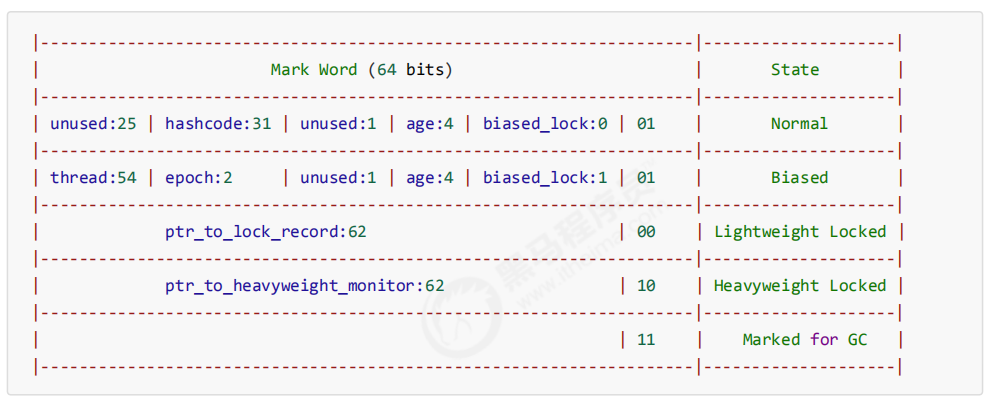 |--------------------------------------------------------------------|--------------------|
| Mark Word (64 bits) | State |
|--------------------------------------------------------------------|--------------------|
| unused:25 | hashcode:31 | unused:1 | age:4 | biased_lock:0 | 01 | Normal |
|--------------------------------------------------------------------|--------------------|
| thread:54 | epoch:2 | unused:1 | age:4 | biased_lock:1 | 01 | Biased |
|--------------------------------------------------------------------|--------------------|
| ptr_to_lock_record:62 | 00 | Lightweight Locked |
|--------------------------------------------------------------------|--------------------|
| ptr_to_heavyweight_monitor:62 | 10 | Heavyweight Locked |
|--------------------------------------------------------------------|--------------------|
| | 11 | Marked for GC |
|--------------------------------------------------------------------|--------------------|
黑马程序员
www.itheima.com